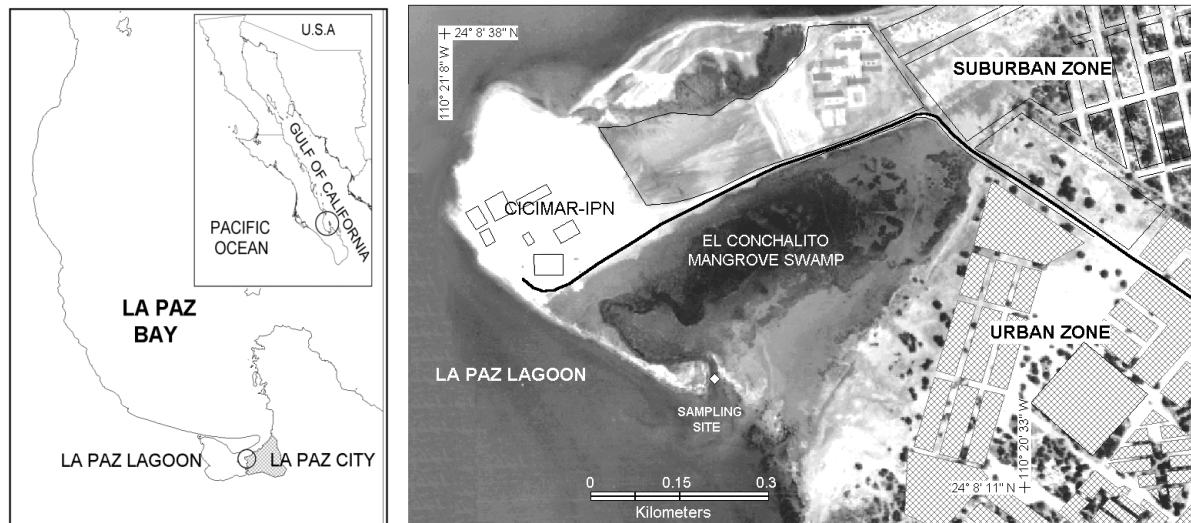 U.S.A
GULF OF CALIFORNIA
PACIFIC
OCEAN
LA PAZ
BAY
LA PAZ LAGOON
LA PAZ CITY
24° 8' 38" N
110° 21' 8" W
SUBURBAN ZONE
CICIMAR-IPN
EL CONCHALITO
MANGROVE SWAMP
URBAN ZONE
LA PAZ LAGOON
SAMPLING
SITE
110° 20' 33" W
24° 8' 11" N
0 0.15 0.3
Kilometers